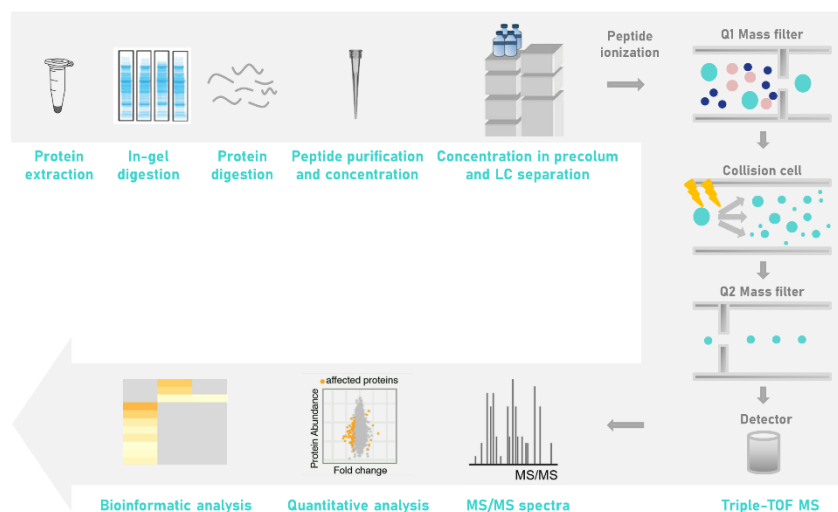 Peptide
ionization
Q1 Mass filter
Protein
extraction
In-gel
digestion
Protein
digestion
Peptide purification
and concentration
Concentration in precolum
and LC separation
Collision cell
Q2 Mass filter
Detector
Triple-TOF MS
MS/MS
MS/MS spectra
affected proteins
Protein Abundance
Fold change
Quantitative analysis
Bioinformatic analysis